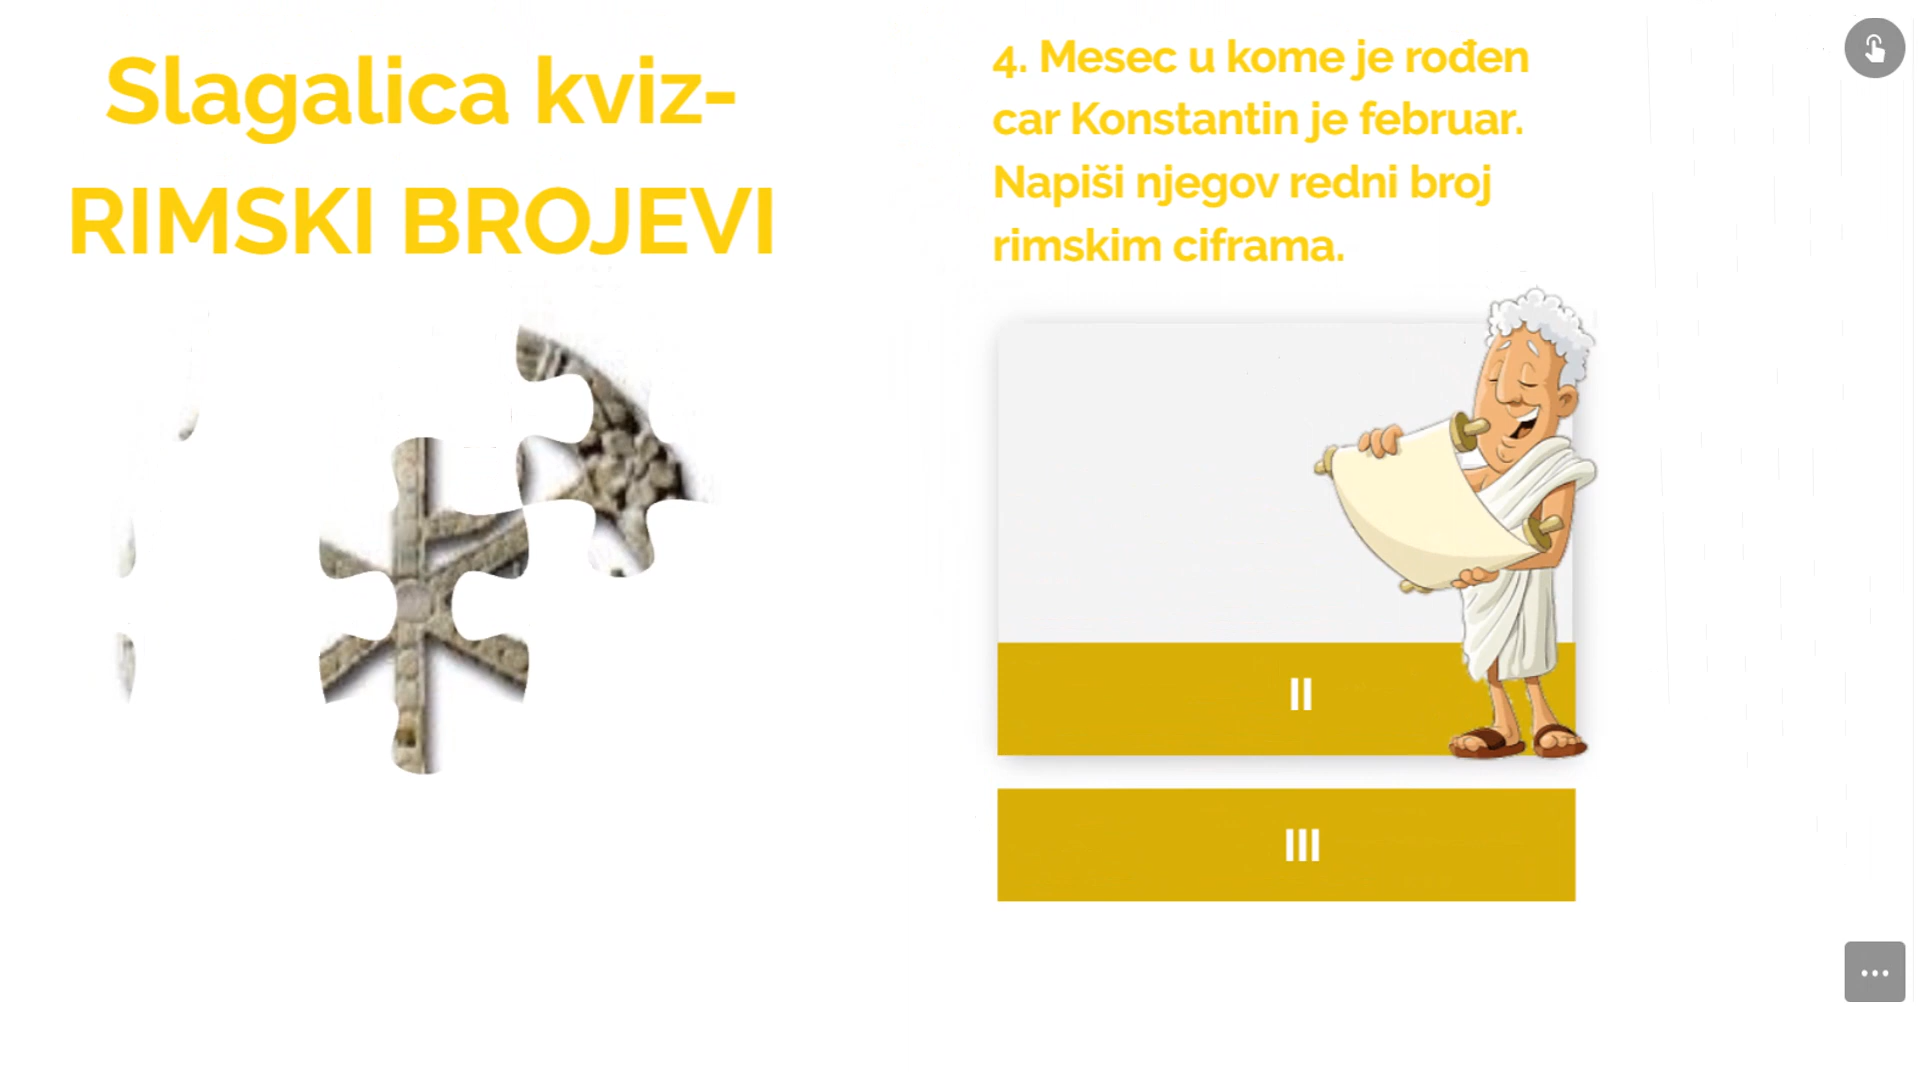 Slagalica kviz-
RIMSKI BROJEVI
4. Mesec u kome je rođen
car Konstantin je februar.
Napiši njegov redni broj
rimskim ciframa.
II
III